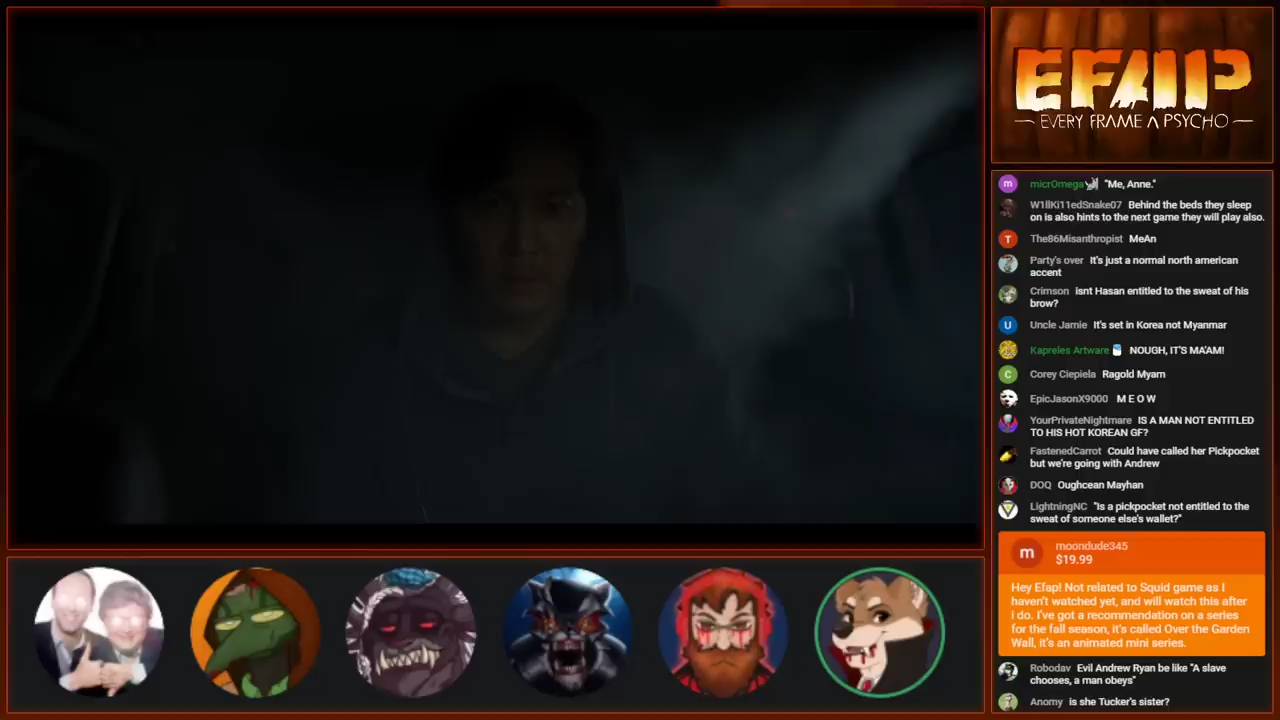 EFAP
EVERY FRAME A PSYCHO
m
micrOmega "Me, Anne."
W1llKi11edSnake07 Behind the beds they sleep
on is also hints to the next game they will play also.
T
The86Misanthropist MeAn
Party's over It's just a normal north american
accent
Crimson isnt Hasan entitled to the sweat of his
brow?
U
Uncle Jamie It's set in Korea not Myanmar
Kapreles Artware NOUGH, IT'S MA'AM!
C
Corey Ciepiela Ragold Myam
EpicJasonX9000 M E O W
YourPrivateNightmare IS A MAN NOT ENTITLED
TO HIS HOT KOREAN GF?
FastenedCarrot Could have called her Pickpocket
but we're going with Andrew
DOQ Oughcean Mayhan
LightningNC "Is a pickpocket not entitled to the
sweat of someone else's wallet?"
m
moondude345
$19.99
Hey Efap! Not related to Squid game as I
haven't watched yet, and will watch this after
I do. I've got a recommendation on a series
for the fall season, it's called Over the Garden
Wall, it's an animated mini series.
Robodav Evil Andrew Ryan be like "A slave
chooses, a man obeys"
Anomy is she Tucker's sister?